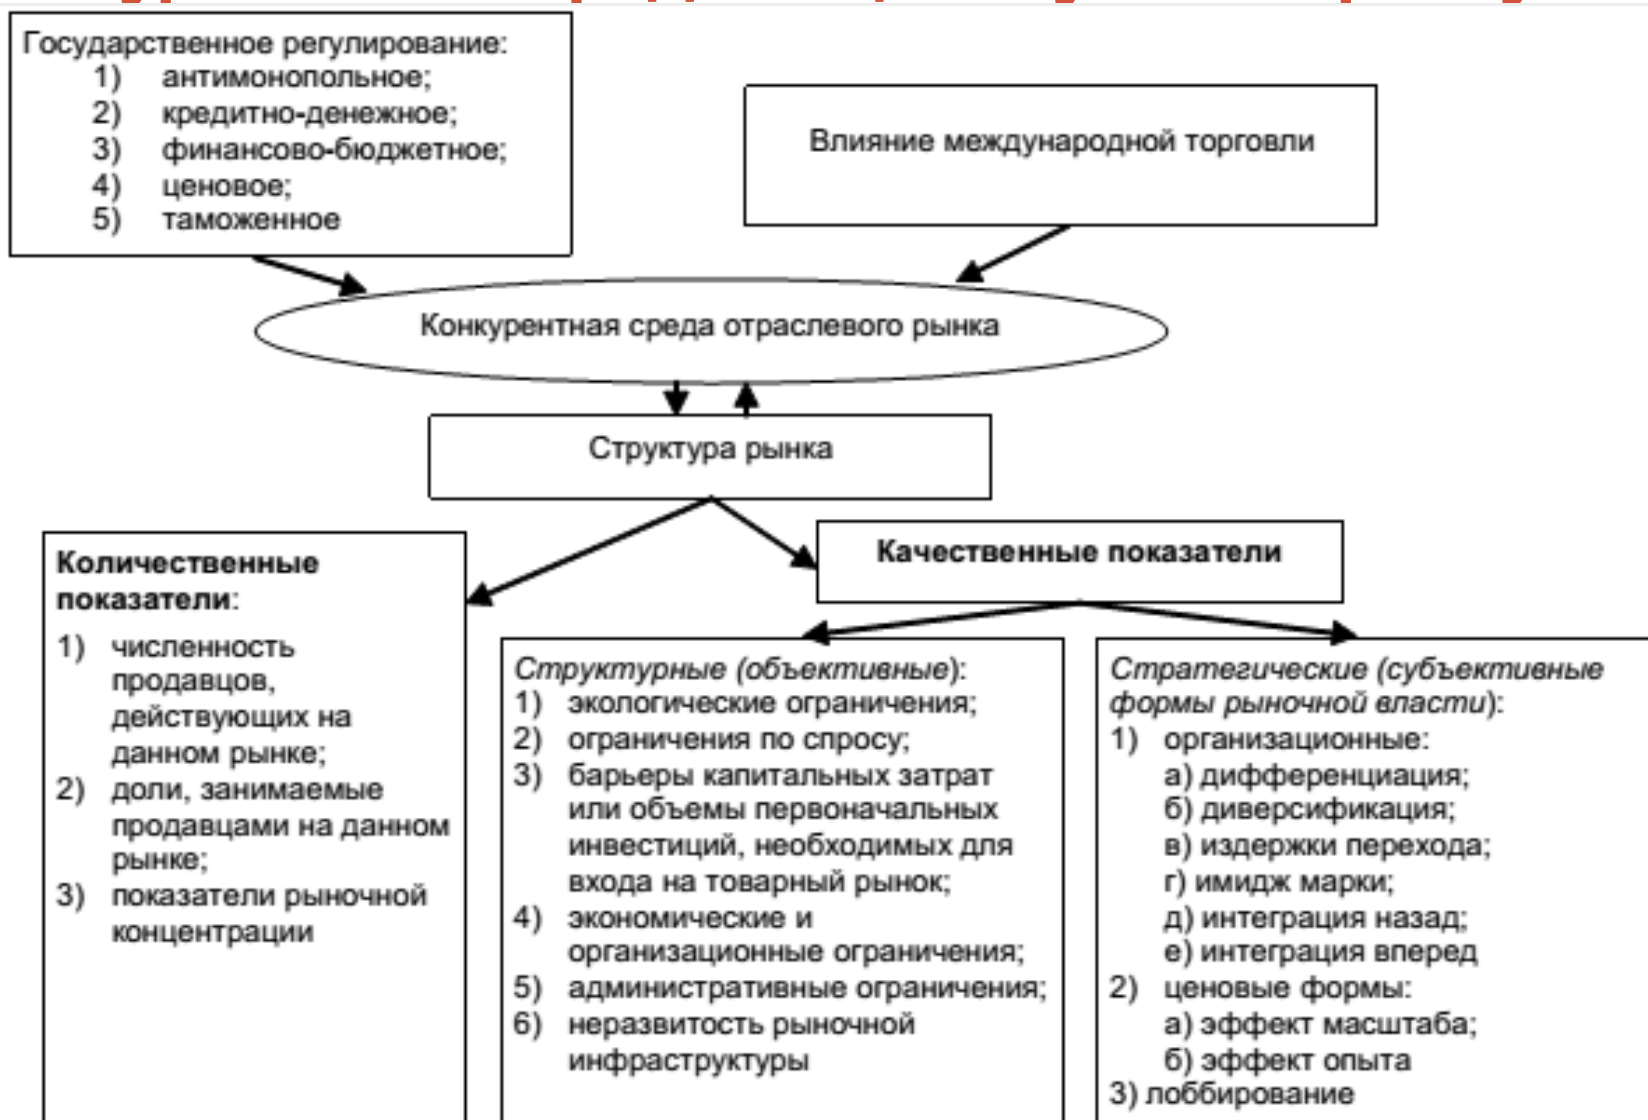 Государственное регулирование:
1) антимонопольное;
2) кредитно-денежное;
3) финансово-бюджетное;
4) ценовое;
5) таможенное
Влияние международной торговли
Конкурентная среда отраслевого рынка
Структура рынка
Количественные
показатели:
1) численность
продавцов,
действующих на
данном рынке;
2) доли, занимаемые
продавцами на данном
рынке;
3) показатели рыночной
концентрации
Качественные показатели
Структурные (объективные):
1) экологические ограничения;
2) ограничения по спросу;
3) барьеры капитальных затрат
или объемы первоначальных
инвестиций, необходимых для
входа на товарный рынок;
4) экономические и
организационные ограничения;
5) административные ограничения;
6) неразвитость рыночной
инфраструктуры
Стратегические (субъективные
формы рыночной власти):
1) организационные:
а) дифференциация;
б) диверсификация;
в) издержки перехода;
г) имидж марки;
д) интеграция назад;
е) интеграция вперед
2) ценовые формы:
а) эффект масштаба;
б) эффект опыта
3) лоббирование